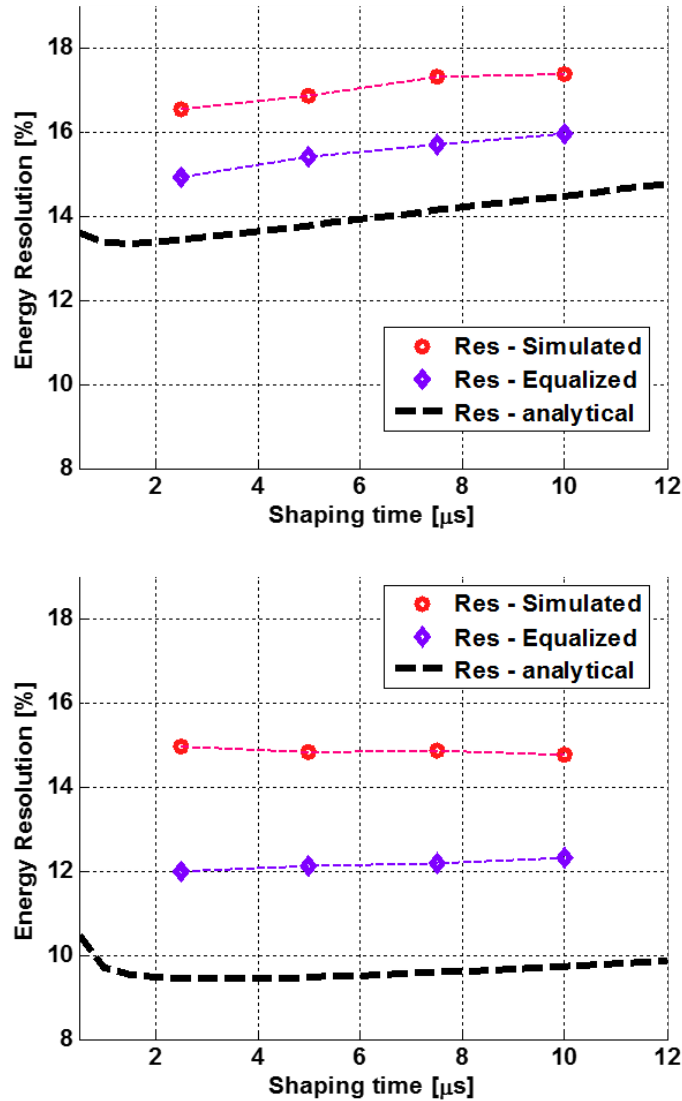 18
16
14
12
10
8
Energy Resolution [%]
Res - Simulated
Res - Equalized
Res - analytical
2 4 6 8 10 12
Shaping time [μs]
18
16
14
12
10
8
Energy Resolution [%]
Res - Simulated
Res - Equalized
Res - analytical
2 4 6 8 10 12
Shaping time [μs]